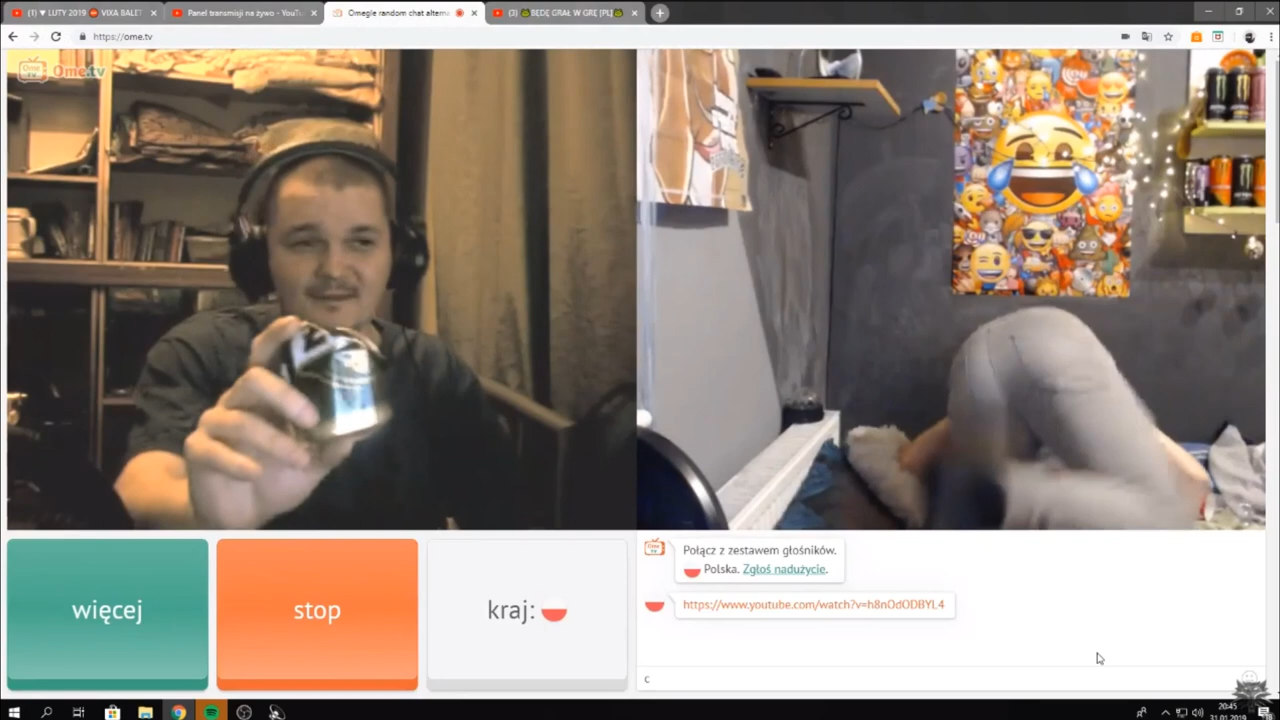 (1) ♥ LUTY 2019 😡 VIXA BALET
Panel transmisji na żywo - YouTu
Omegle random chat alterna
(3) 🐸BĘDĘ GRAŁ W GRĘ [PL]🐸
https://ome.tv
Ome.tv
więcej
stop
kraj:
Ome TV
Połącz z zestawem głośników.
Polska. Zgłoś nadużycie.
https://www.youtube.com/watch?v=h8nOdODBYL4
c
20:45
31.01.2019